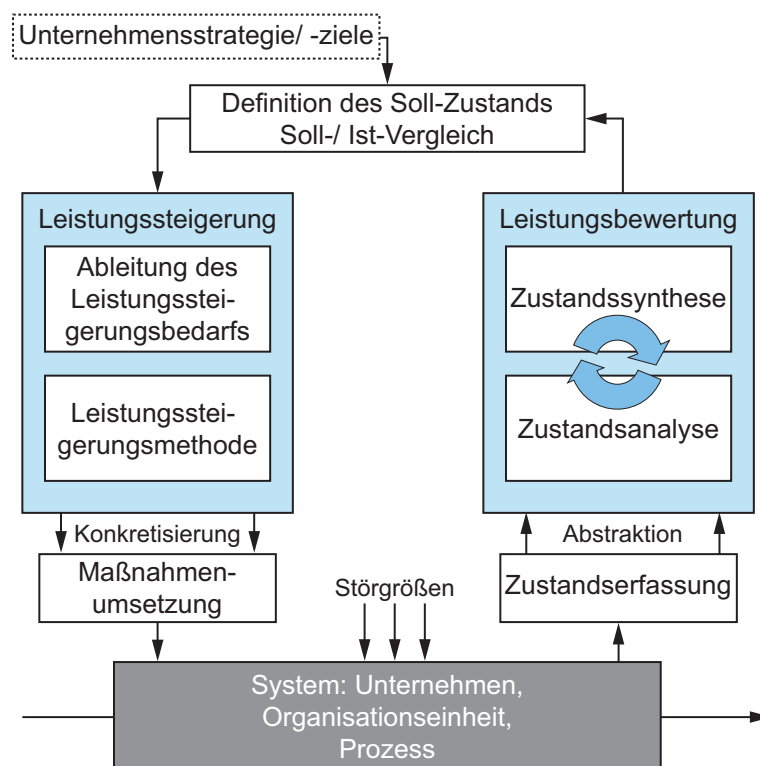 Unternehmensstrategie/ -ziele
Definition des Soll-Zustands
Soll-/ Ist-Vergleich
Leistungssteigerung
Ableitung des
Leistungsstei-
gerungsbedarfs
Leistungsstei-
gerungsmethode
Konkretisierung
Maßnahmen-
umsetzung
Leistungsbewertung
Zustandssynthese
Zustandsanalyse
Abstraktion
Zustandserfassung
Störgrößen
System: Unternehmen,
Organisationseinheit,
Prozess